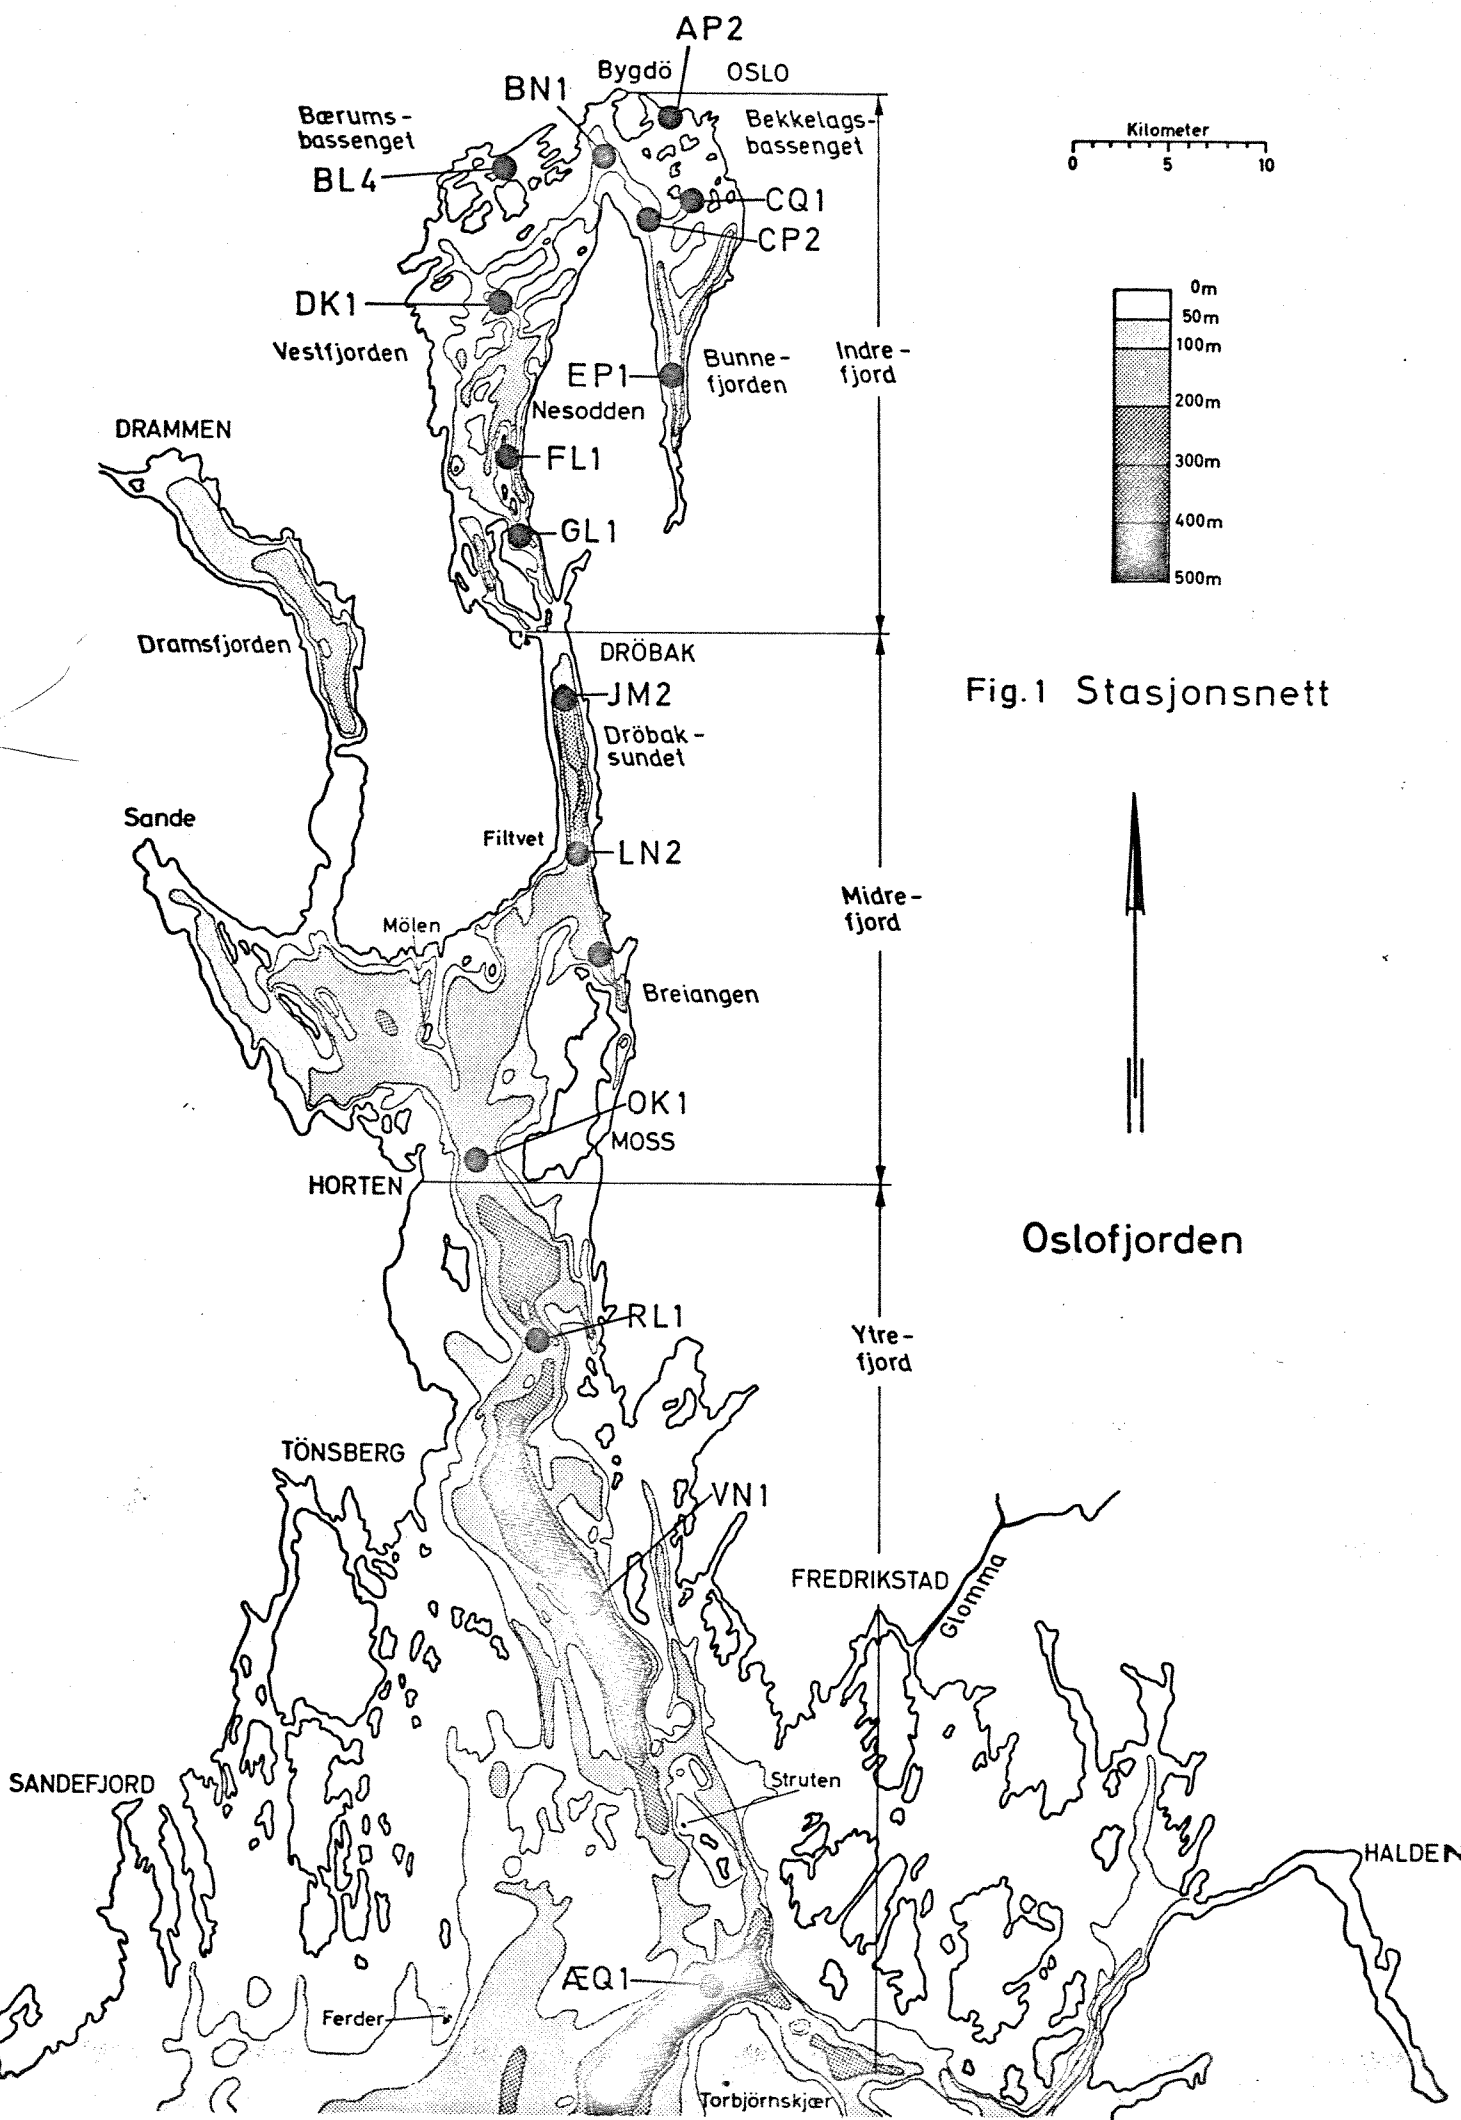 AP2
Bygdö
OSLO
BN1
Bærums-
bassenget
Bekkelags-
bassenget
BL4
CQ1
CP2
Kilometer
0 5 10
0m
50m
100m
200m
300m
400m
500m
DK1
Vestfjorden
EP1
Bunne-
fjorden
Indre-
fjord
Nesodden
DRAMMEN
FL1
GL1
Dramsfjorden
DRÖBAK
JM2
Fig.1 Stasjonsnett
Dröbak-
sundet
Sande
Filtvet
LN2
Midre-
fjord
Mölen
Breiangen
OK1
MOSS
HORTEN
Oslofjorden
RL1
Ytre-
fjord
TÖNSBERG
VN1
FREDRIKSTAD
Glomma
SANDEFJORD
Struten
HALDEN
ÆQ1
Ferder
Torbjörnskjær